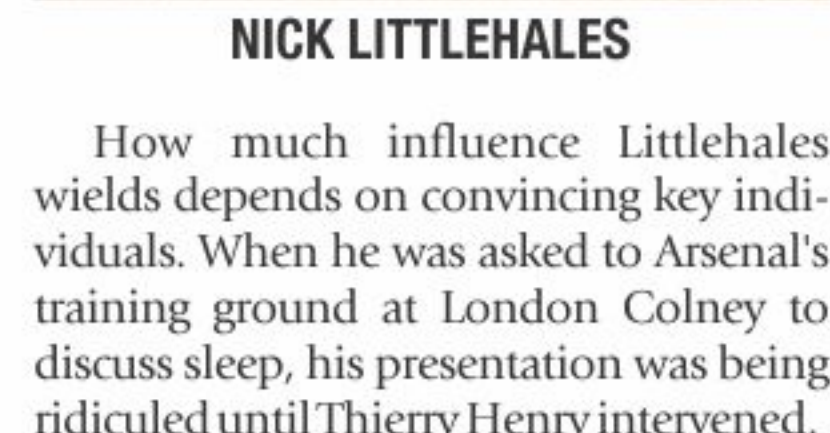 NICK LITTLEHALES
How much influence Littlehales
wields depends on convincing key indi-
viduals. When he was asked to Arsenal's
training ground at London Colney to
discuss sleep, his presentation was being
ridiculed until Thierry Henry intervened.